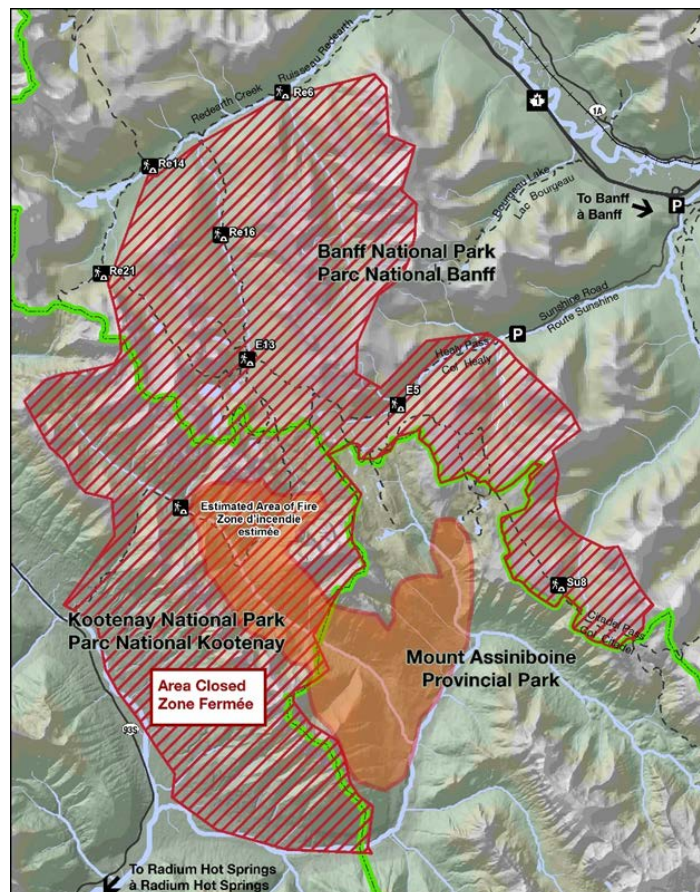 Re6
Redearth Creek
Ruisseau Redearth
1
1A
Re14
Bourgeau Lake
Lac Bourgeau
To Banff
à Banff
P
Re16
Banff National Park
Parc National Banff
Re21
Sunshine Road
Route Sunshine
P
E13
Healy Pass
Col Healy
E5
Estimated Area of Fire
Zone d'incendie
estimée
Su8
Kootenay National Park
Parc National Kootenay
Citadel Pass
Mount Assiniboine
Provincial Park
Area Closed
Zone Fermée
93S
To Radium Hot Springs
à Radium Hot Springs